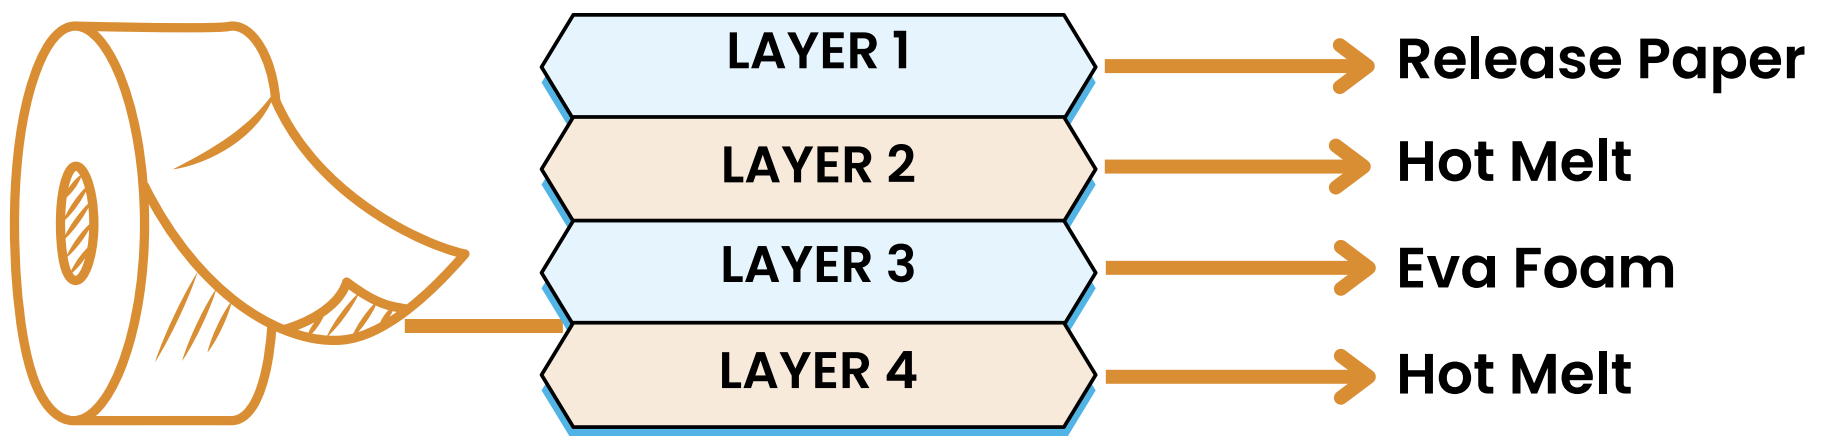 LAYER 1
Release Paper
LAYER 2
Hot Melt
LAYER 3
Eva Foam
LAYER 4
Hot Melt